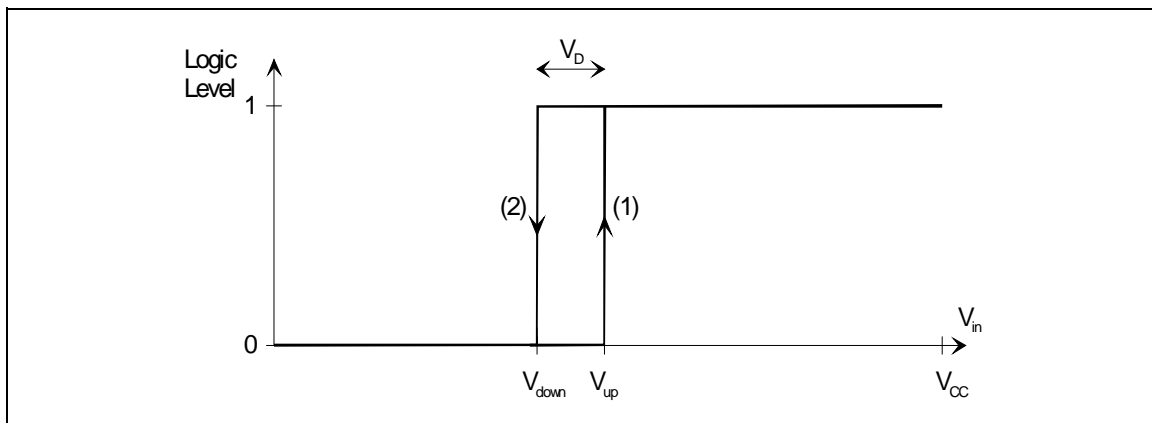 V_D
Logic
Level
1
(2)
(1)
0
V_in
V_down
V_up
V_CC